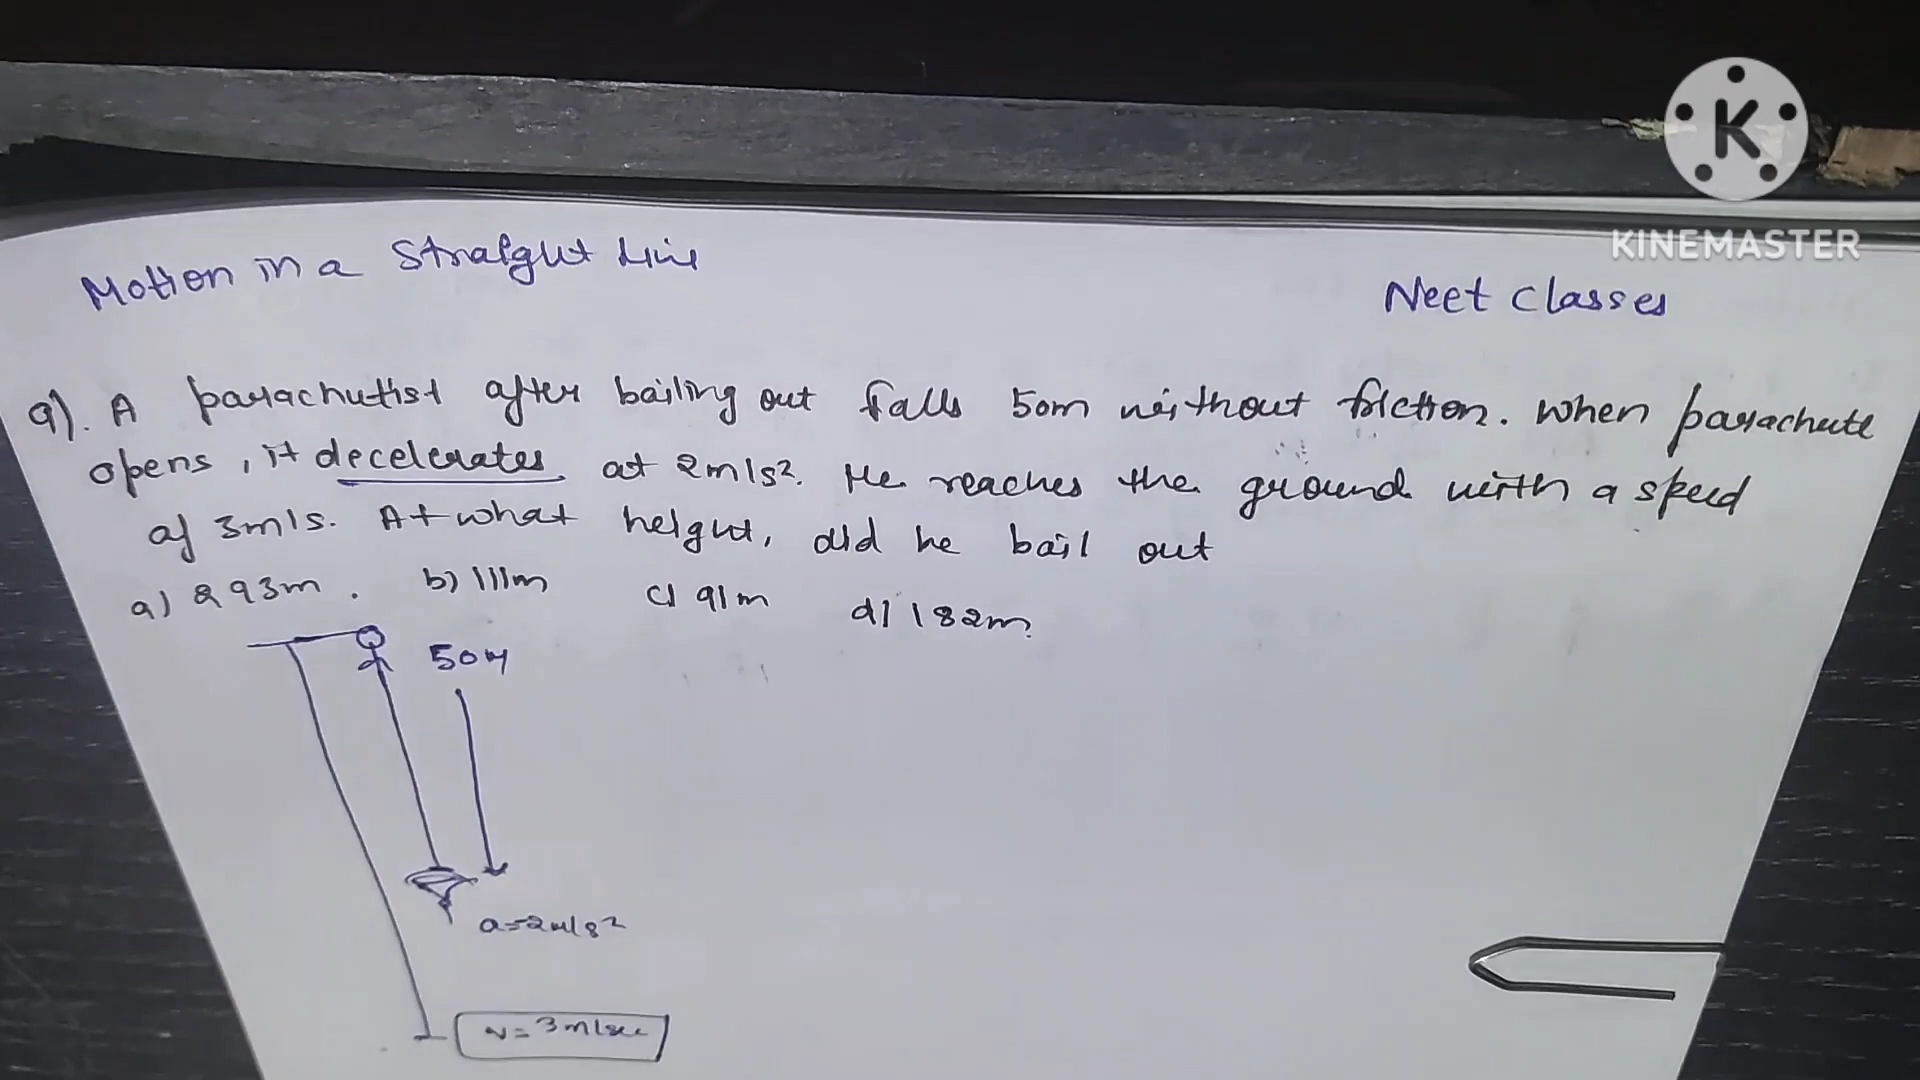 KINEMASTER
Motion in a Straight Line
Neet Classes
Q). A parachutist after bailing out falls 50m without friction. When parachute
opens, it decelerates at 2m/s². He reaches the ground with a speed
of 3m/s. At what height, did he bail out
a) 293m. b) 111m c) 91m d) 182m
50m
a=2m/s²
v=3m/sec